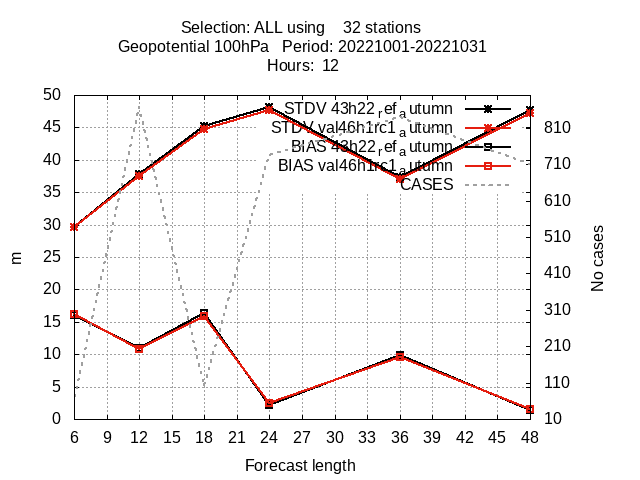 Selection: ALL using 32 stations
Geopotential 100hPa Period: 20221001-20221031
Hours: 12
STDV 43h22_ref_autumn
STDV val46h1rc1_autumn
BIAS 43h22_ref_autumn
BIAS val46h1rc1_autumn
CASES
50
45
40
35
30
25
20
15
10
5
0
m
810
710
610
510
410
310
210
110
10
No cases
6 9 12 15 18 21 24 27 30 33 36 39 42 45 48
Forecast length